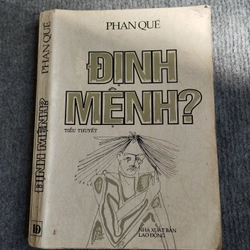 PHAN QUẾ
ĐỊNH
MỆNH?
TIỂU THUYẾT
NHÀ XUẤT BẢN
LAO ĐỘNG
PHAN QUẾ
ĐỊNH MỆNH?